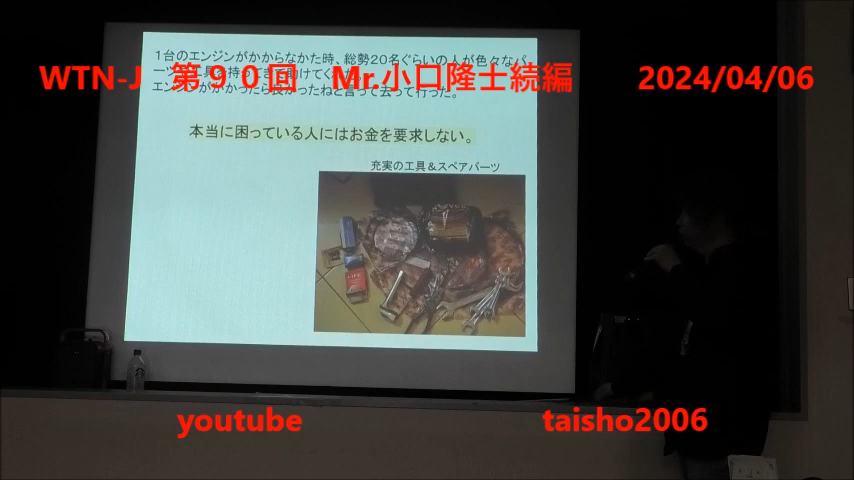 1台のエンジンがかからなかた時、総勢20名ぐらいの人が色々なパ
WTN-J 第９０回 Mr.小口隆士続編 2024/04/06
エンジンがかかったら良かったねと言って去って行った。
本当に困っている人にはお金を要求しない。
充実の工具＆スペアパーツ
youtube taisho2006